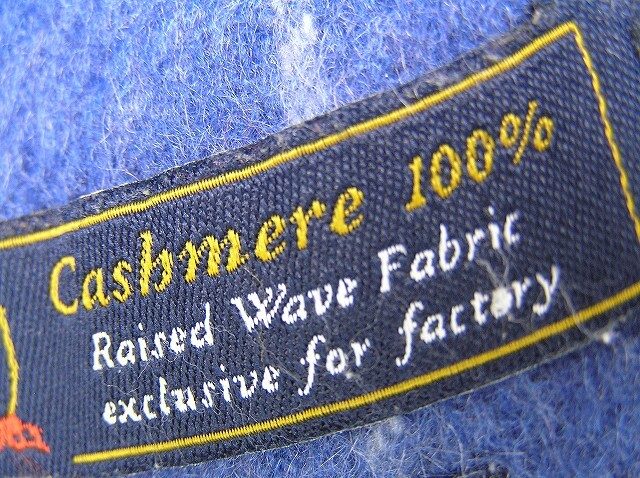 Cashmere 100%
Raised Wave Fabric
exclusive for factory